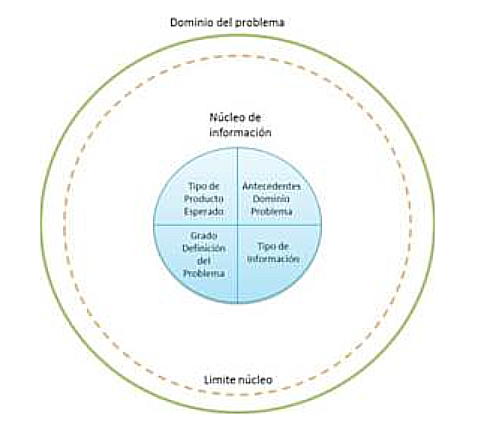 Dominio del problema
Núcleo de
información
Tipo de
Producto
Esperado
Antecedentes
Dominio
Problema
Grado
Definición
del
Problema
Tipo de
Información
Limite núcleo